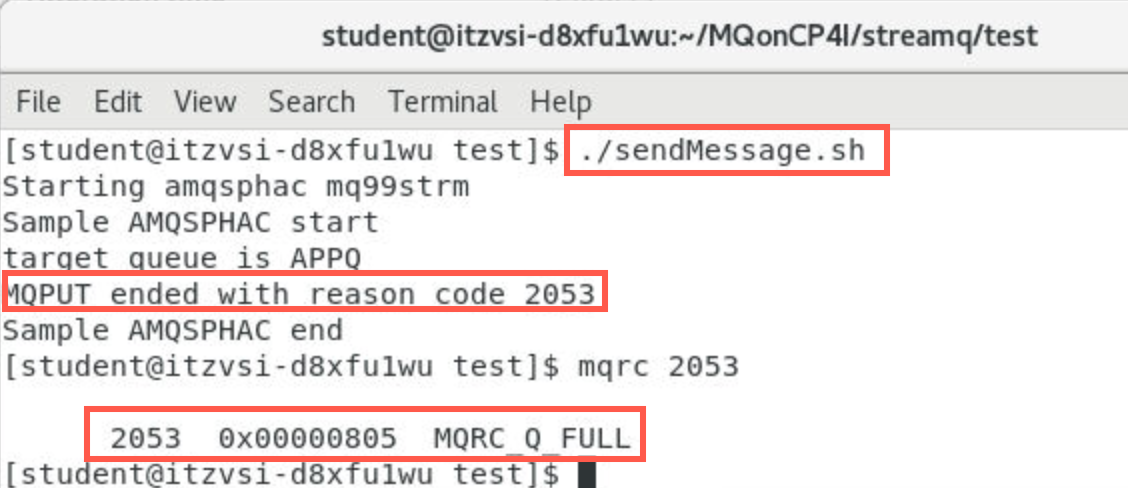 student@itzvsi-d8xfu1wu:~/MQonCP4I/streamq/test
File Edit View Search Terminal Help
[student@itzvsi-d8xfu1wu test]$ ./sendMessage.sh
Starting amqsphac mq99strm
Sample AMQSPHAC start
target queue is APPQ
MQPUT ended with reason code 2053
Sample AMQSPHAC end
[student@itzvsi-d8xfu1wu test]$ mqrc 2053
2053 0x00000805 MQRC_Q_FULL
[student@itzvsi-d8xfu1wu test]$